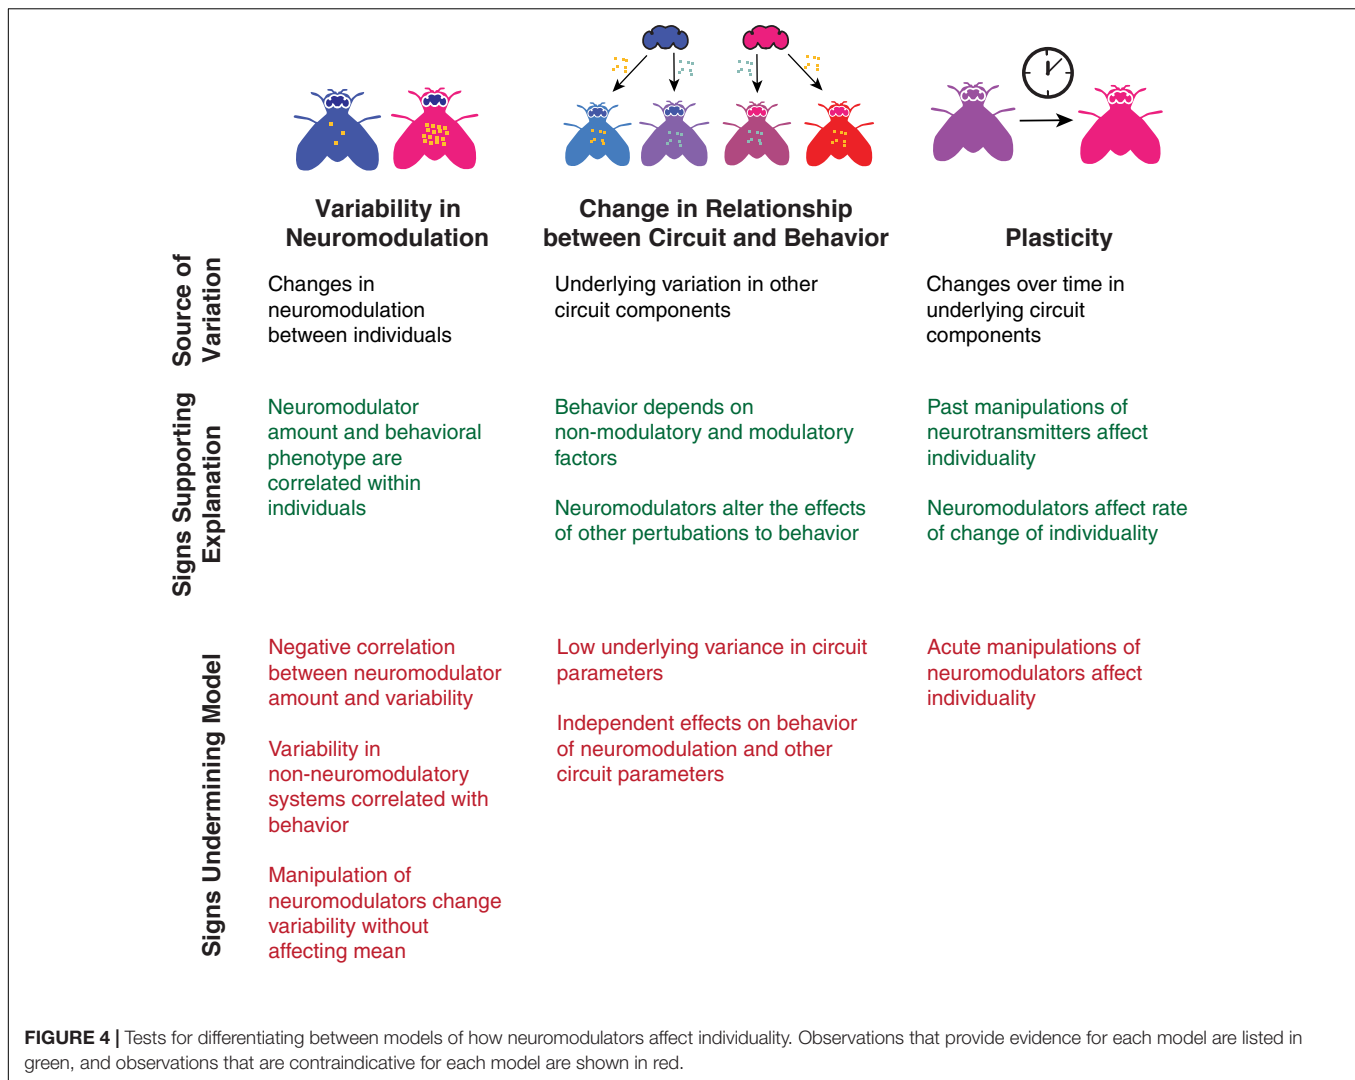 Variability in
Neuromodulation
Change in Relationship
between Circuit and Behavior
Plasticity
Source of
Variation
Changes in
neuromodulation
between individuals
Underlying variation in other
circuit components
Changes over time in
underlying circuit
components
Signs Supporting
Explanation
Neuromodulator
amount and behavioral
phenotype are
correlated within
individuals
Behavior depends on
non-modulatory and modulatory
factors
Neuromodulators alter the effects
of other pertubations to behavior
Past manipulations of
neurotransmitters affect
individuality
Neuromodulators affect rate
of change of individuality
Signs Undermining Model
Negative correlation
between neuromodulator
amount and variability
Variability in
non-neuromodulatory
systems correlated with
behavior
Manipulation of
neuromodulators change
variability without
affecting mean
Low underlying variance in circuit
parameters
Independent effects on behavior
of neuromodulation and other
circuit parameters
Acute manipulations of
neuromodulators affect
individuality
FIGURE 4 | Tests for differentiating between models of how neuromodulators affect individuality. Observations that provide evidence for each model are listed in
green, and observations that are contraindicative for each model are shown in red.